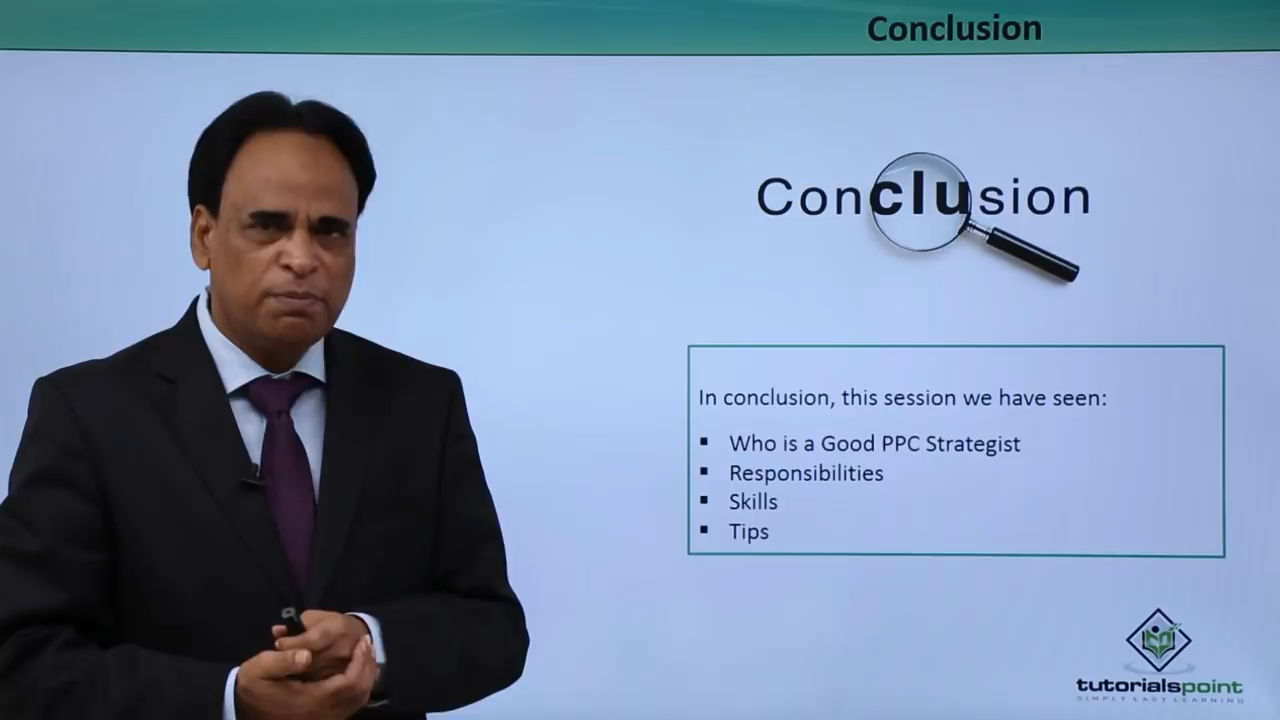 Conclusion
Conclusion
In conclusion, this session we have seen:
▪ Who is a Good PPC Strategist
▪ Responsibilities
▪ Skills
▪ Tips
tutorialspoint
SIMPLY EASY LEARNING